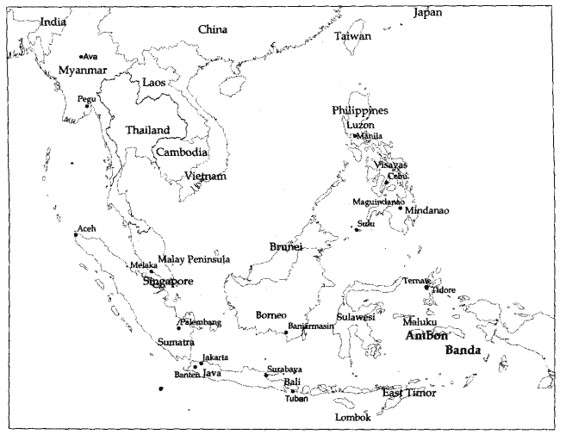 India
China
Japan
Taiwan
Ava
Myanmar
Laos
Pegu
Philippines
Luzon
Manila
Thailand
Cambodia
Visayas
Cebu
Vietnam
Maguindanao
Mindanao
Sulu
Aceh
Brunei
Malay Peninsula
Melaka
Singapore
Ternate
Tidore
Borneo
Sulawesi
Maluku
Palembang
Banjarmasin
Ambon
Sumatra
Banda
Jakarta
Banten
Java
Surabaya
Bali
Tuban
East Timor
Lombok